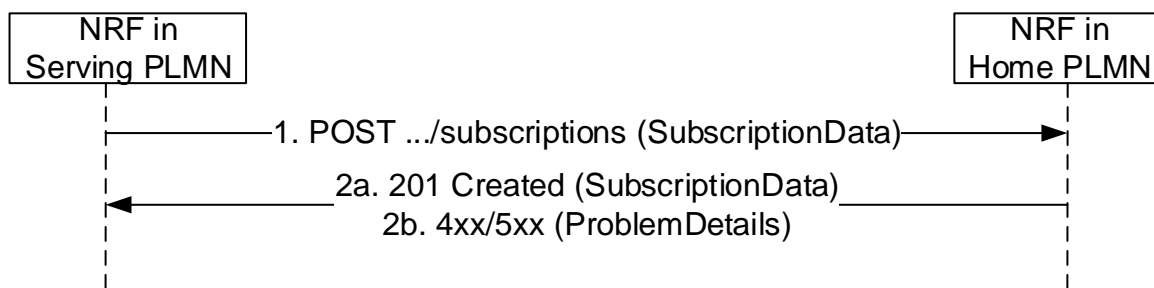 NRF in
Serving PLMN
NRF in
Home PLMN
1. POST .../subscriptions (SubscriptionData)
2a. 201 Created (SubscriptionData)
2b. 4xx/5xx (ProblemDetails)